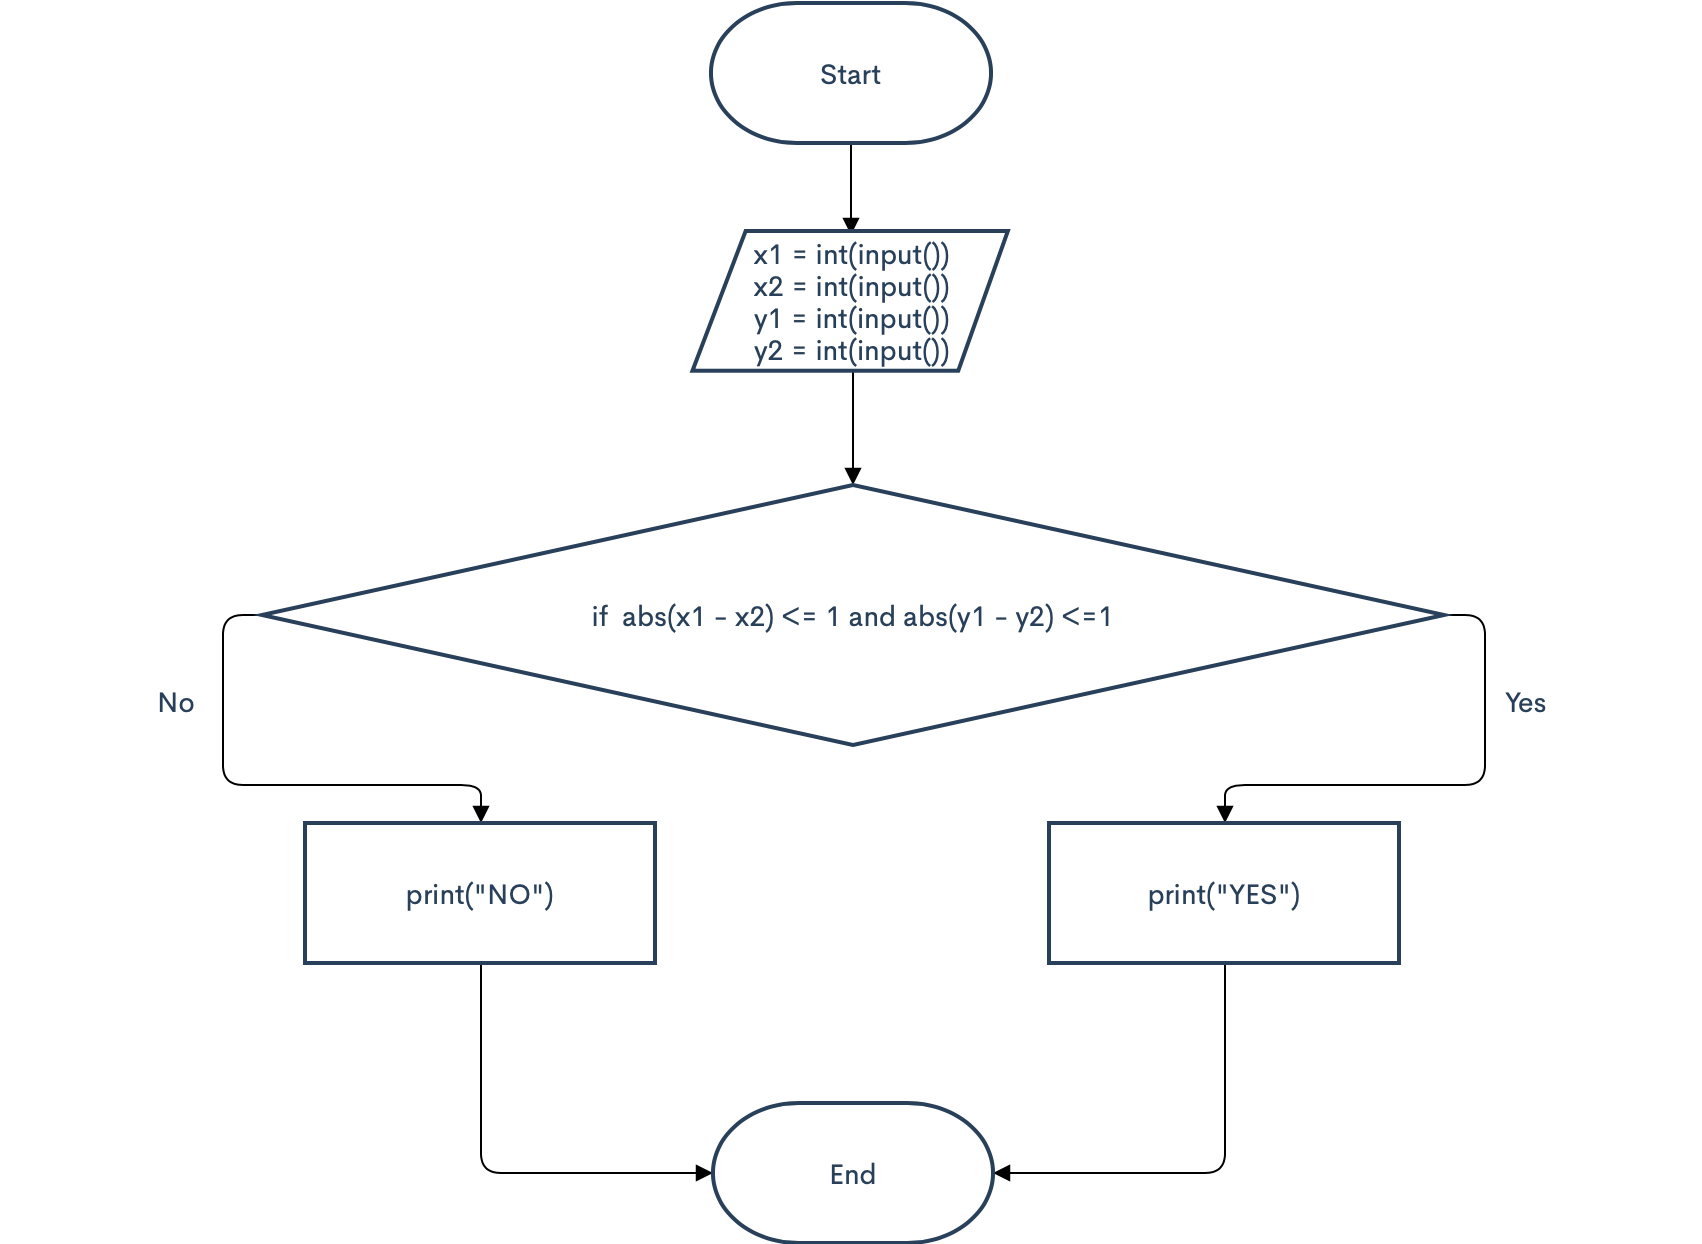 Start
x1 = int(input())
x2 = int(input())
y1 = int(input())
y2 = int(input())
if abs(x1 - x2) <= 1 and abs(y1 - y2) <=1
No
Yes
print("NO")
print("YES")
End